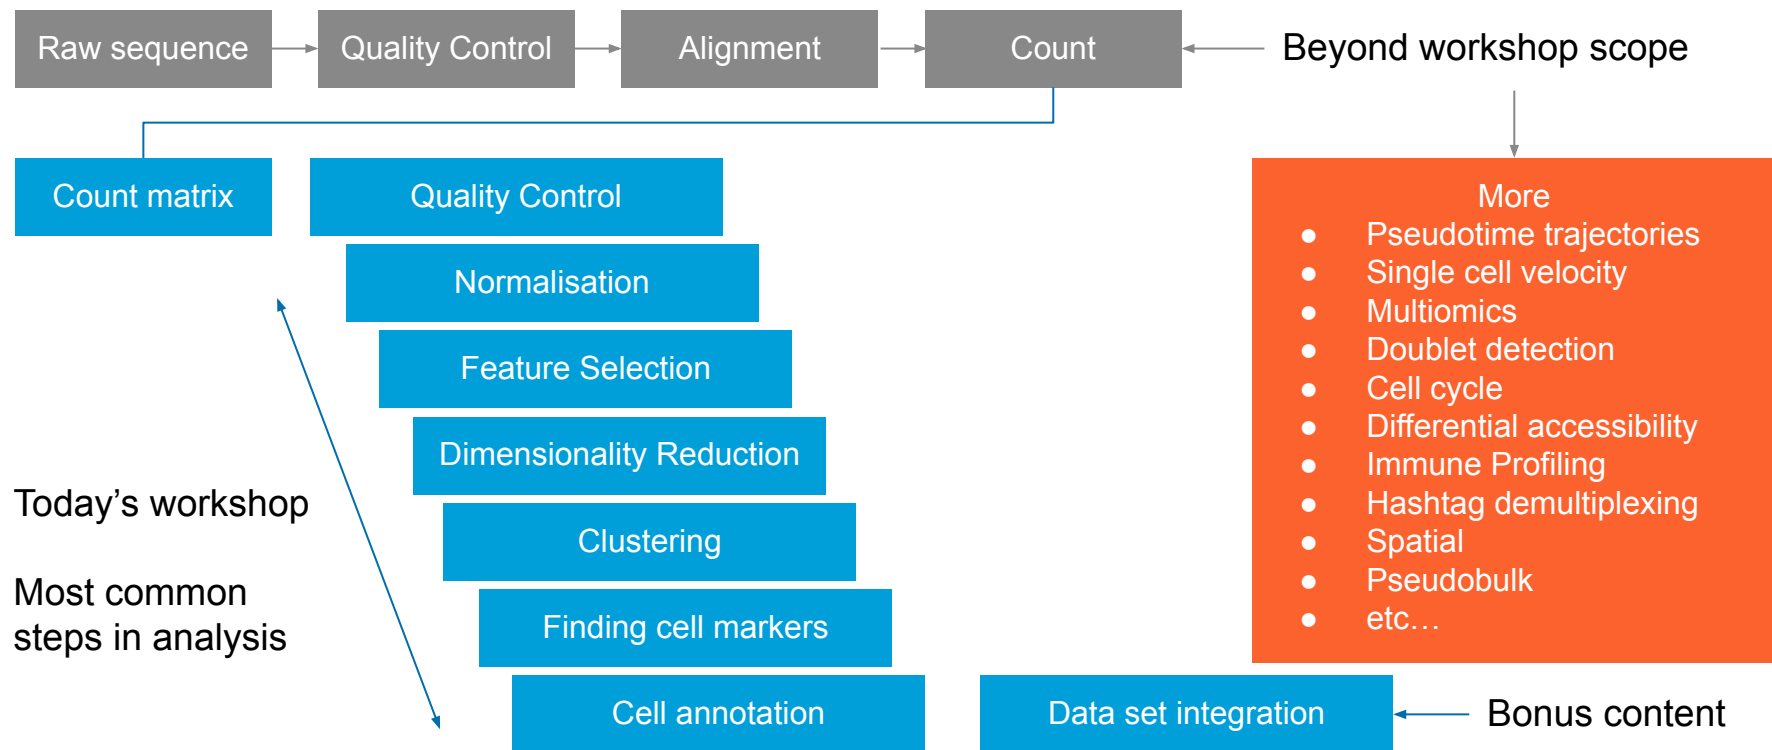 Raw sequence
Quality Control
Alignment
Count
Beyond workshop scope
Count matrix
Quality Control
Normalisation
Feature Selection
Dimensionality Reduction
Clustering
Finding cell markers
Cell annotation
Today’s workshop
Most common
steps in analysis
Data set integration
Bonus content
More
● Pseudotime trajectories
● Single cell velocity
● Multiomics
● Doublet detection
● Cell cycle
● Differential accessibility
● Immune Profiling
● Hashtag demultiplexing
● Spatial
● Pseudobulk
● etc…